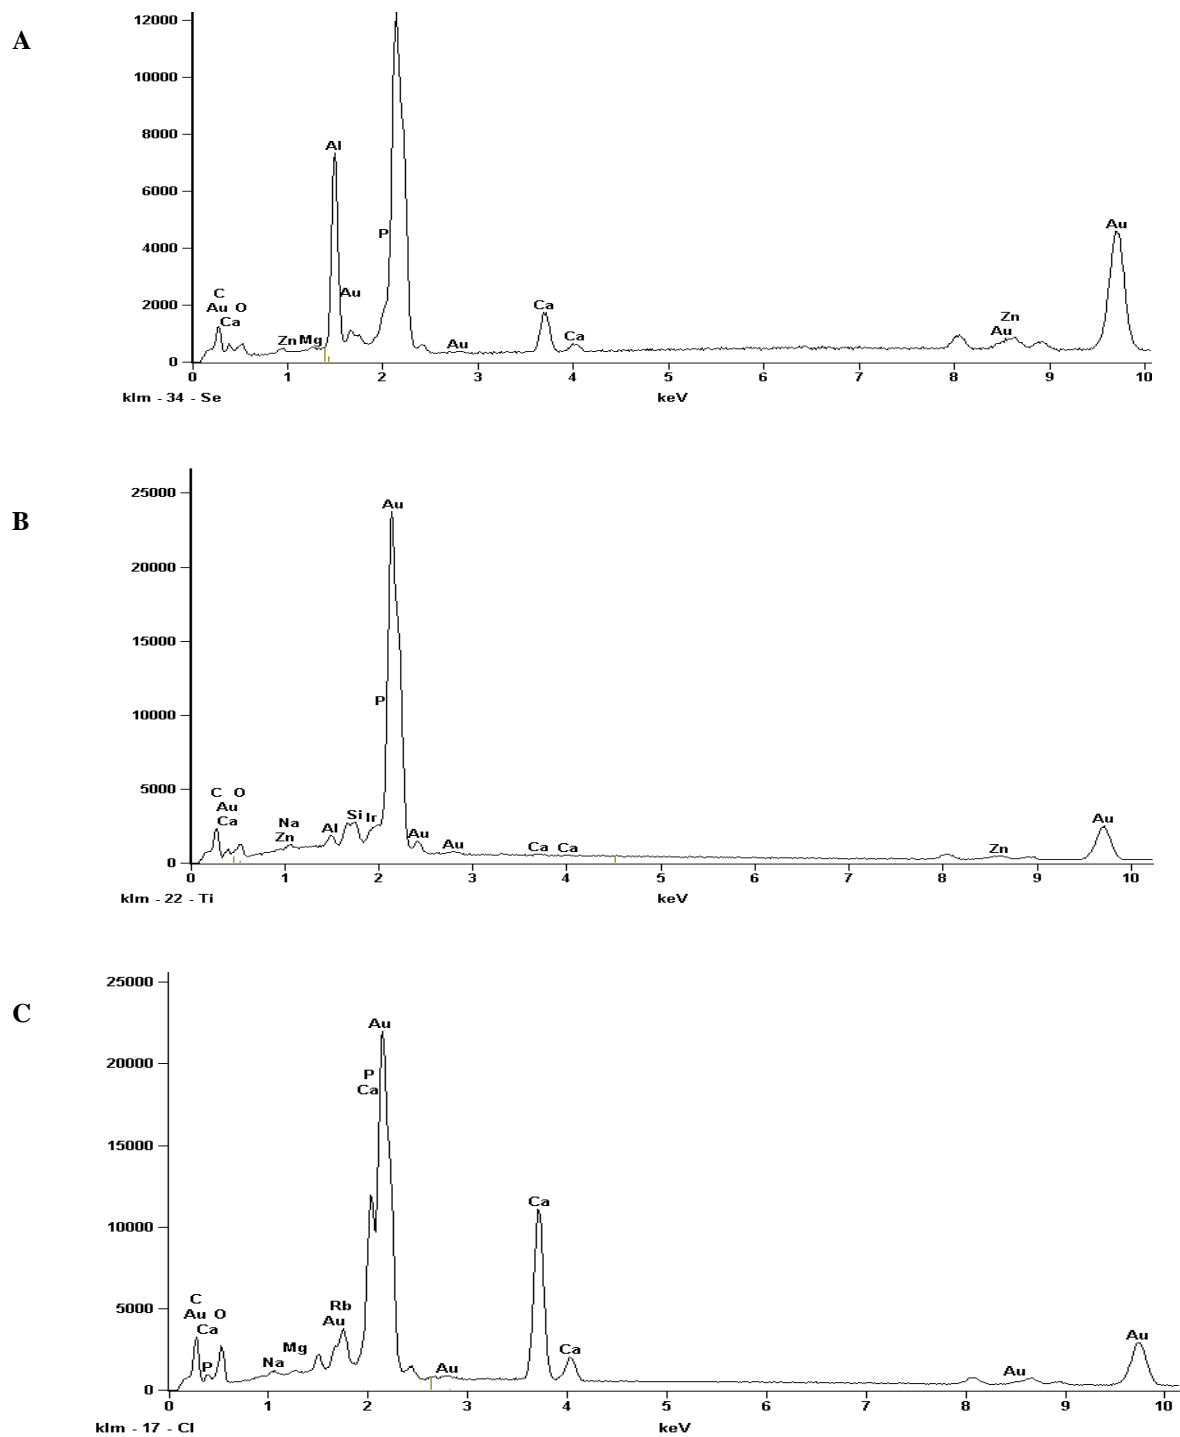 A
12000
10000
8000
6000
4000
2000
0
Al
P
Au
C
Au O
Ca
Zn Mg
Au
Ca
Ca
Zn
Au
Au
0 1 2 3 4 5 6 7 8 9 10
klm - 34 - Se keV
B
25000
20000
15000
10000
5000
0
Au
P
C O
Au
Ca
Na
Zn
Al
Si Ir
Au
Au
Ca Ca
Zn
Au
0 1 2 3 4 5 6 7 8 9 10
klm - 22 - Ti keV
C
25000
20000
15000
10000
5000
0
Au
P
Ca
C
Au O
Ca
P
Na
Mg
Rb
Au
Au
Ca
Ca
Au
Au
0 1 2 3 4 5 6 7 8 9 10
klm - 17 - Cl keV